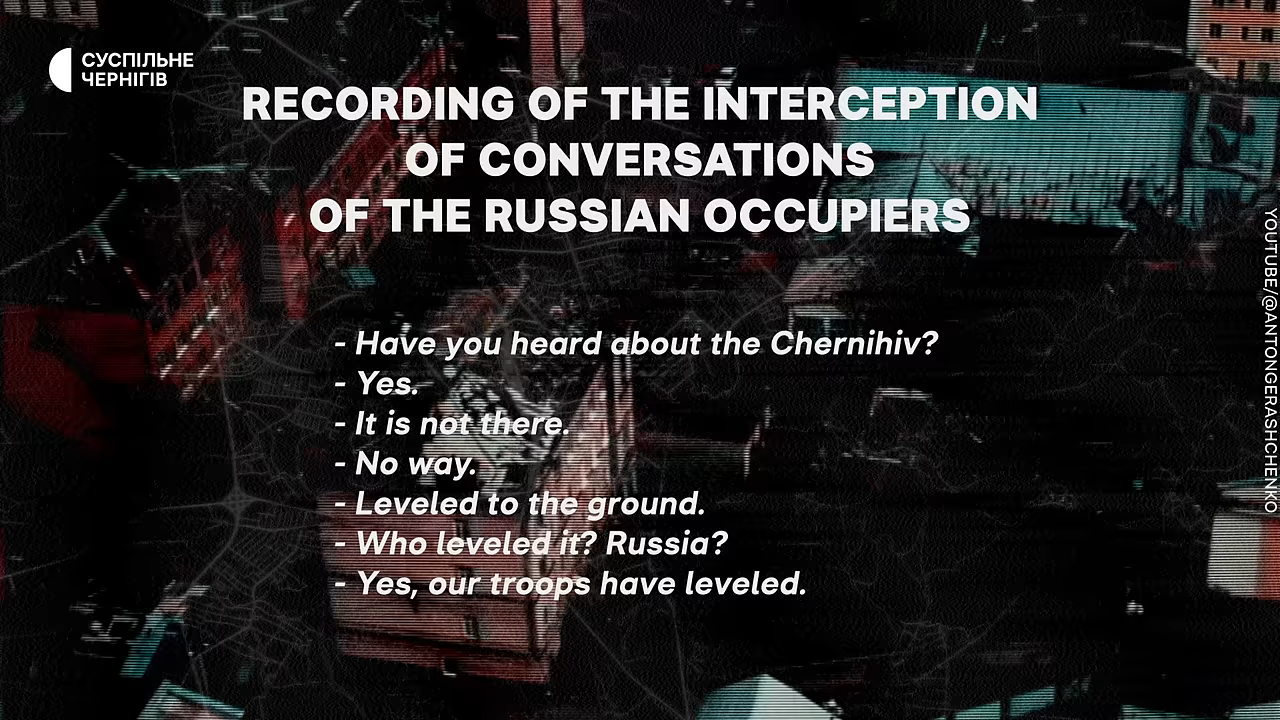 СУСПІЛЬНЕ
ЧЕРНІГІВ
RECORDING OF THE INTERCEPTION
OF CONVERSATIONS
OF THE RUSSIAN OCCUPIERS
- Have you heard about the Chernihiv?
- Yes.
- It is not there.
- No way.
- Leveled to the ground.
- Who leveled it? Russia?
- Yes, our troops have leveled.
YOUTUBE/@ANTONGERASHCHENKO